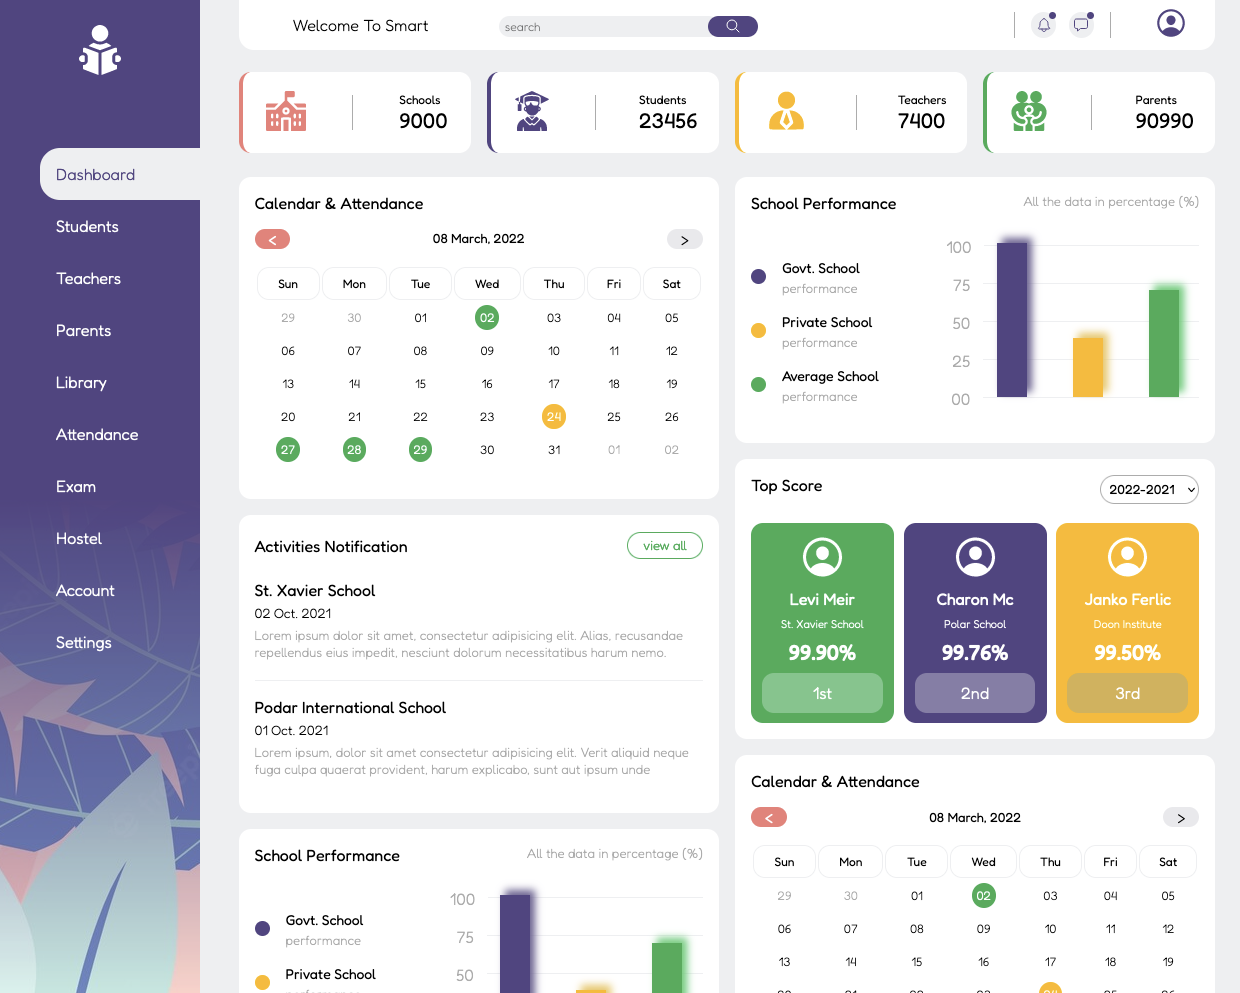 Welcome To Smart
search
Dashboard
Students
Teachers
Parents
Library
Attendance
Exam
Hostel
Account
Settings
Schools
9000
Students
23456
Teachers
7400
Parents
90990
Calendar & Attendance
< 08 March, 2022 >
Sun Mon Tue Wed Thu Fri Sat
29 30 01 02 03 04 05
06 07 08 09 10 11 12
13 14 15 16 17 18 19
20 21 22 23 24 25 26
27 28 29 30 31 01 02
School Performance
All the data in percentage (%)
Govt. School
performance
Private School
performance
Average School
performance
100
75
50
25
00
Activities Notification
view all
St. Xavier School
02 Oct. 2021
Lorem ipsum dolor sit amet, consectetur adipisicing elit. Alias, recusandae
repellendus eius impedit, nesciunt dolorum necessitatibus harum nemo.
Podar International School
01 Oct. 2021
Lorem ipsum, dolor sit amet consectetur adipisicing elit. Verit aliquid neque
fuga culpa quaerat provident, harum explicabo, sunt aut ipsum unde
Top Score
2022-2021
Levi Meir
St. Xavier School
99.90%
1st
Charon Mc
Polar School
99.76%
2nd
Janko Ferlic
Doon Institute
99.50%
3rd
School Performance
All the data in percentage (%)
Govt. School
performance
Private School
100
75
50
Calendar & Attendance
< 08 March, 2022 >
Sun Mon Tue Wed Thu Fri Sat
29 30 01 02 03 04 05
06 07 08 09 10 11 12
13 14 15 16 17 18 19